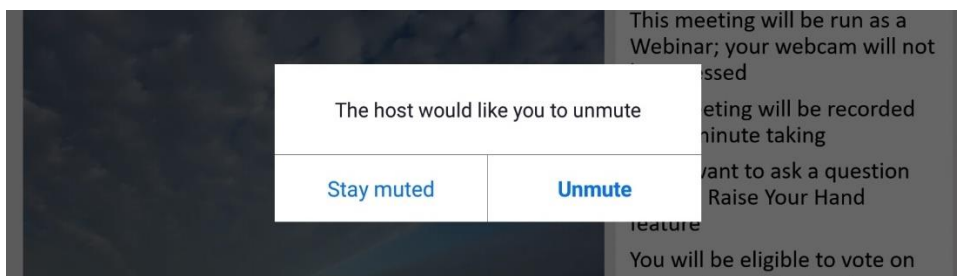 This meeting will be run as a
Webinar; your webcam will not
essed
The host would like you to unmute
eting will be recorded
inute taking
Stay muted
Unmute
ant to ask a question
Raise Your Hand
feature
You will be eligible to vote on